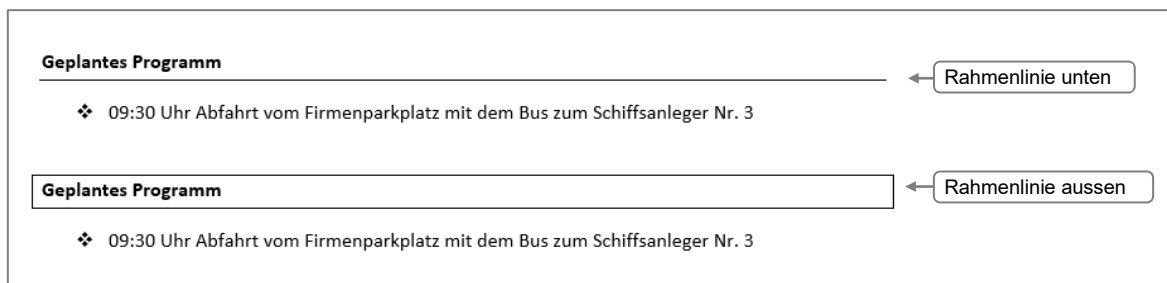 Geplantes Programm
Rahmenlinie unten
❖ 09:30 Uhr Abfahrt vom Firmenparkplatz mit dem Bus zum Schiffsanleger Nr. 3
Geplantes Programm
Rahmenlinie aussen
❖ 09:30 Uhr Abfahrt vom Firmenparkplatz mit dem Bus zum Schiffsanleger Nr. 3